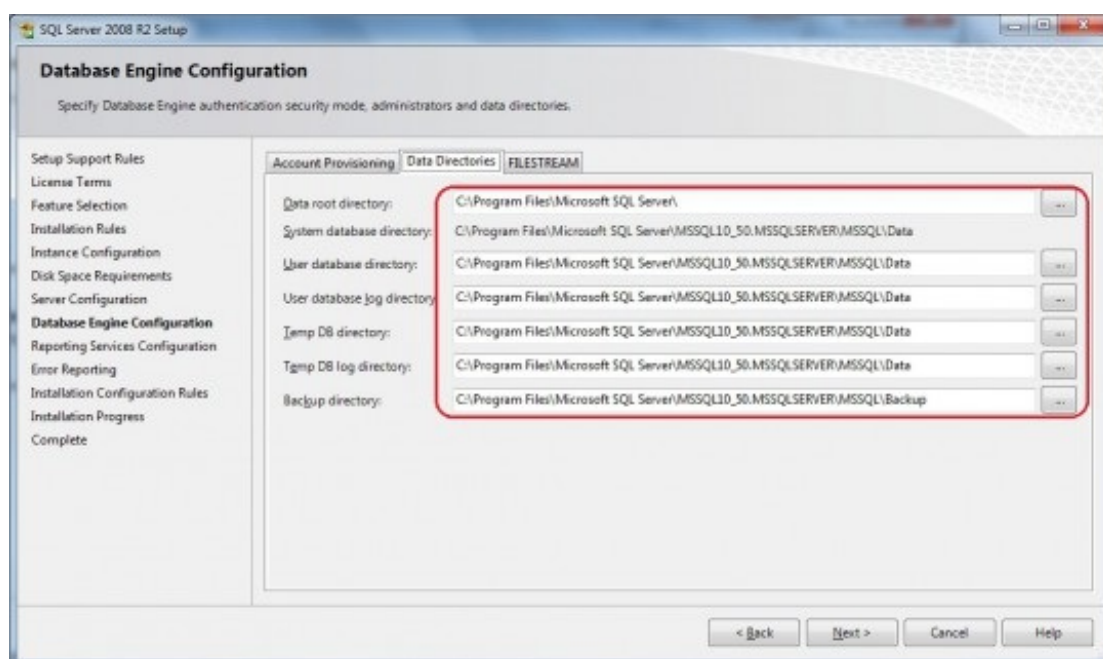 SQL Server 2008 R2 Setup
Database Engine Configuration
Specify Database Engine authentication security mode, administrators and data directories.
Setup Support Rules
License Terms
Feature Selection
Installation Rules
Instance Configuration
Disk Space Requirements
Server Configuration
Database Engine Configuration
Reporting Services Configuration
Error Reporting
Installation Configuration Rules
Installation Progress
Complete
Account Provisioning Data Directories FILESTREAM
Data root directory: C:\Program Files\Microsoft SQL Server\ ...
System database directory: C:\Program Files\Microsoft SQL Server\MSSQL10_50.MSSQLSERVER\MSSQL\Data
User database directory: C:\Program Files\Microsoft SQL Server\MSSQL10_50.MSSQLSERVER\MSSQL\Data ...
User database log directory C:\Program Files\Microsoft SQL Server\MSSQL10_50.MSSQLSERVER\MSSQL\Data ...
Temp DB directory: C:\Program Files\Microsoft SQL Server\MSSQL10_50.MSSQLSERVER\MSSQL\Data ...
Temp DB log directory: C:\Program Files\Microsoft SQL Server\MSSQL10_50.MSSQLSERVER\MSSQL\Data ...
Backup directory: C:\Program Files\Microsoft SQL Server\MSSQL10_50.MSSQLSERVER\MSSQL\Backup ...
< Back Next > Cancel Help